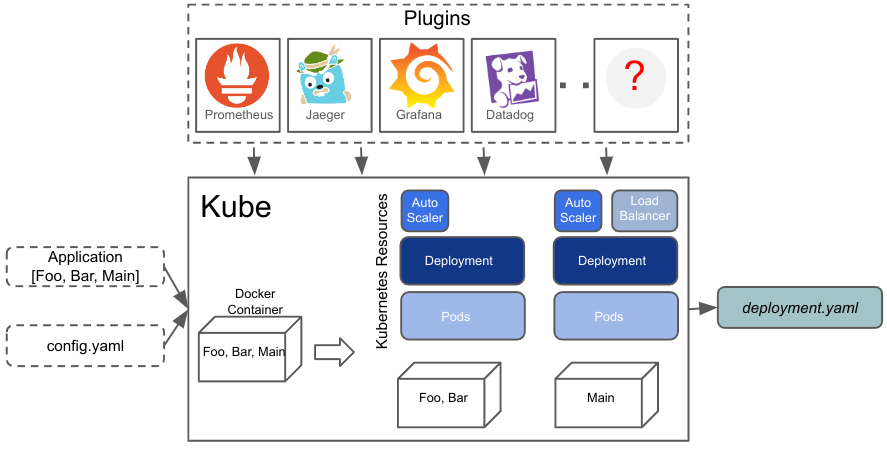 Plugins
Prometheus
Jaeger
Grafana
Datadog
. .
?
Kube
Application
[Foo, Bar, Main]
config.yaml
Docker
Container
Foo, Bar, Main
Kubernetes Resources
Auto
Scaler
Deployment
Pods
Foo, Bar
Auto
Scaler
Load
Balancer
Deployment
Pods
Main
deployment.yaml